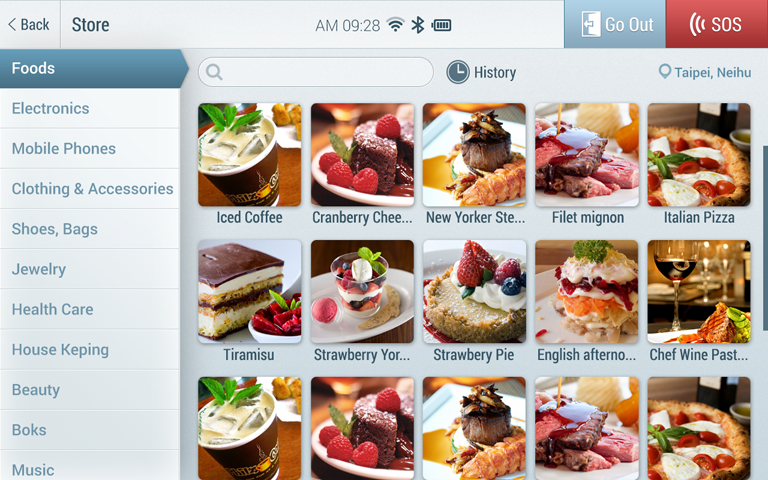 Back
Store
AM 09:28
Go Out
SOS
Foods
Electronics
Mobile Phones
Clothing & Accessories
Shoes, Bags
Jewelry
Health Care
House Keping
Beauty
Boks
Music
History
Taipei, Neihu
Iced Coffee
Cranberry Chee...
New Yorker Ste...
Filet mignon
Italian Pizza
Tiramisu
Strawberry Yor...
Strawbery Pie
English afterno...
Chef Wine Past...